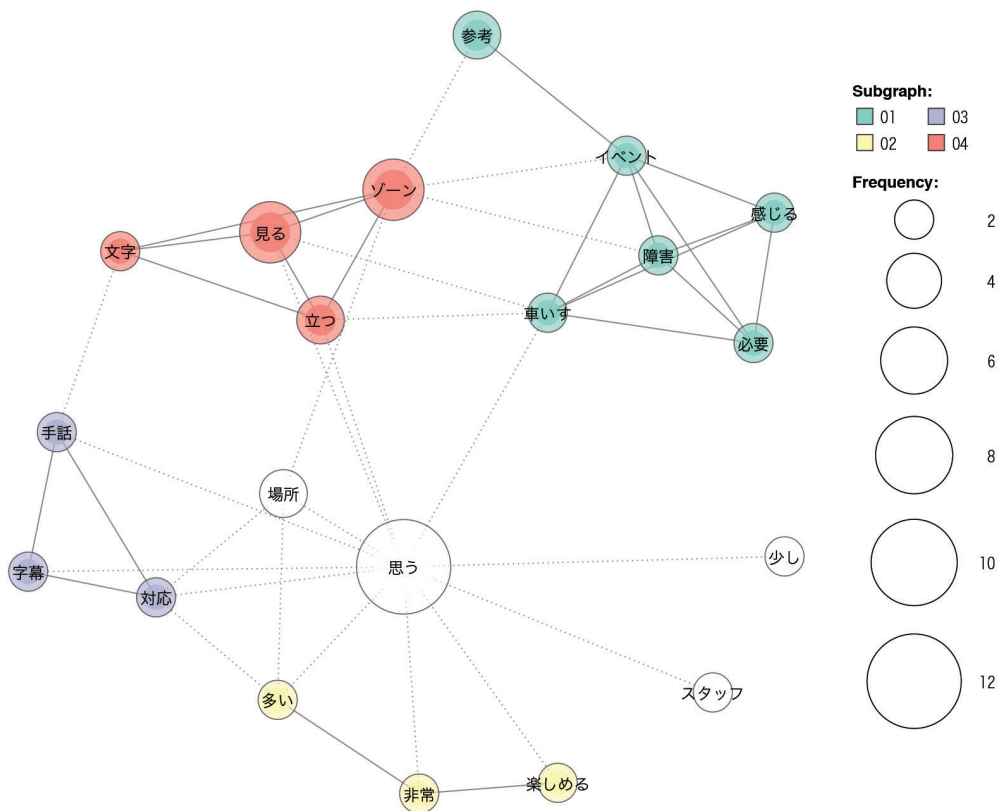 参考
Subgraph:
01 03
02 04
イベント
Frequency:
ゾーン
感じる
2
見る
文字
障害
4
車いす
立つ
必要
6
手話
8
場所
少し
思う
10
字幕
対応
12
スタッフ
多い
楽しめる
非常